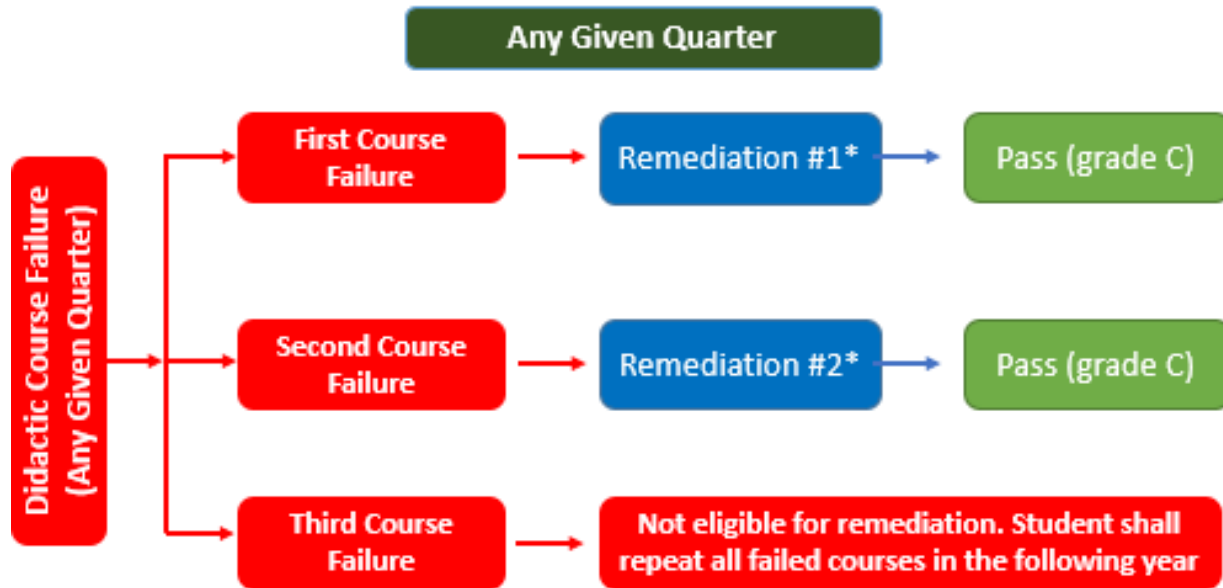 Any Given Quarter
Didactic Course Failure
(Any Given Quarter)
First Course
Failure
Remediation #1*
Pass (grade C)
Second Course
Failure
Remediation #2*
Pass (grade C)
Third Course
Failure
Not eligible for remediation. Student shall
repeat all failed courses in the following year